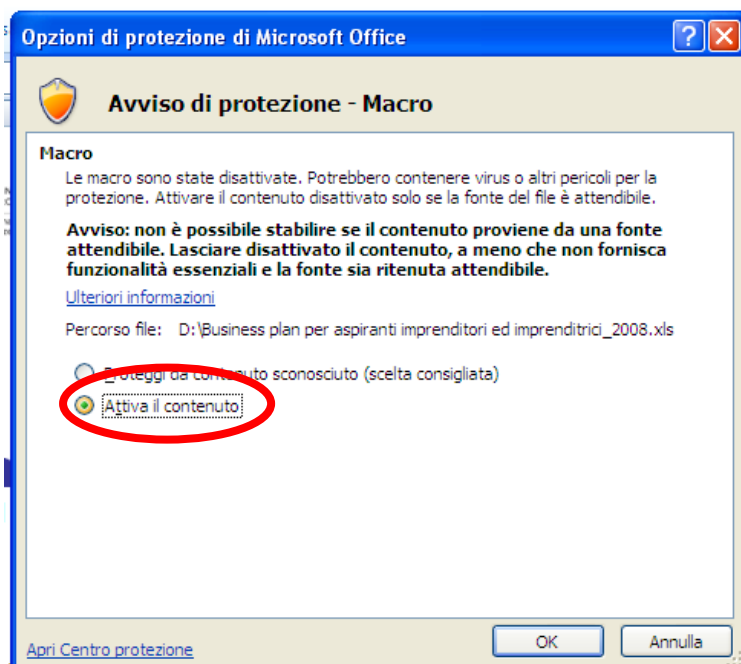 Opzioni di protezione di Microsoft Office
Avviso di protezione - Macro
Macro
Le macro sono state disattivate. Potrebbero contenere virus o altri pericoli per la
protezione. Attivare il contenuto disattivato solo se la fonte del file è attendibile.
Avviso: non è possibile stabilire se il contenuto proviene da una fonte
attendibile. Lasciare disattivato il contenuto, a meno che non fornisca
funzionalità essenziali e la fonte sia ritenuta attendibile.
Ulteriori informazioni
Percorso file: D:\Business plan per aspiranti imprenditori ed imprenditrici_2008.xls
Proteggi da contenuto sconosciuto (scelta consigliata)
Attiva il contenuto
Apri Centro protezione
OK
Annulla